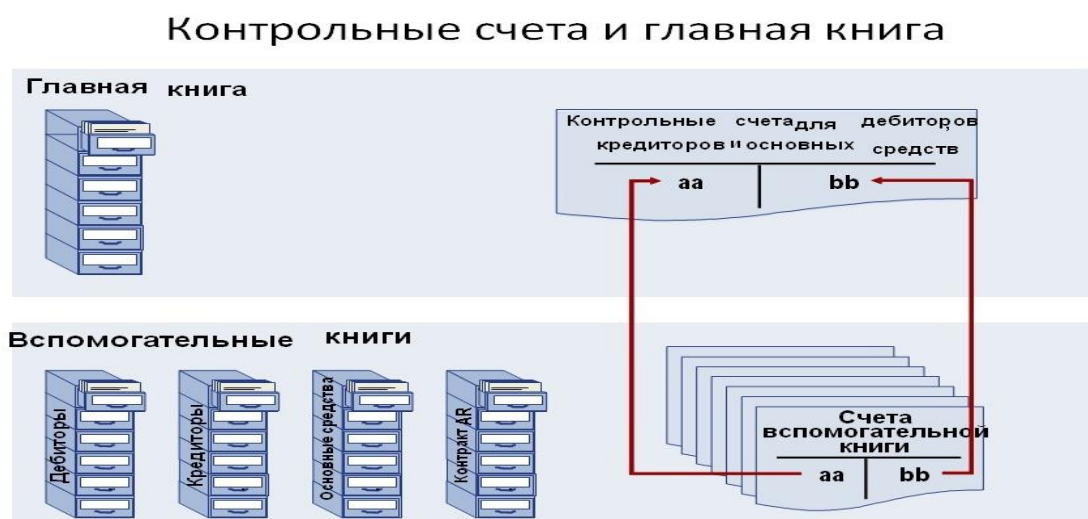 Контрольные счета и главная книга
Главная книга
Контрольные счета для дебиторов,
кредиторов и основных средств
aa bb
Вспомогательные книги
Дебиторы
Кредиторы
Основные средства
Контракт AR
Счета
вспомогательной
книги
aa bb